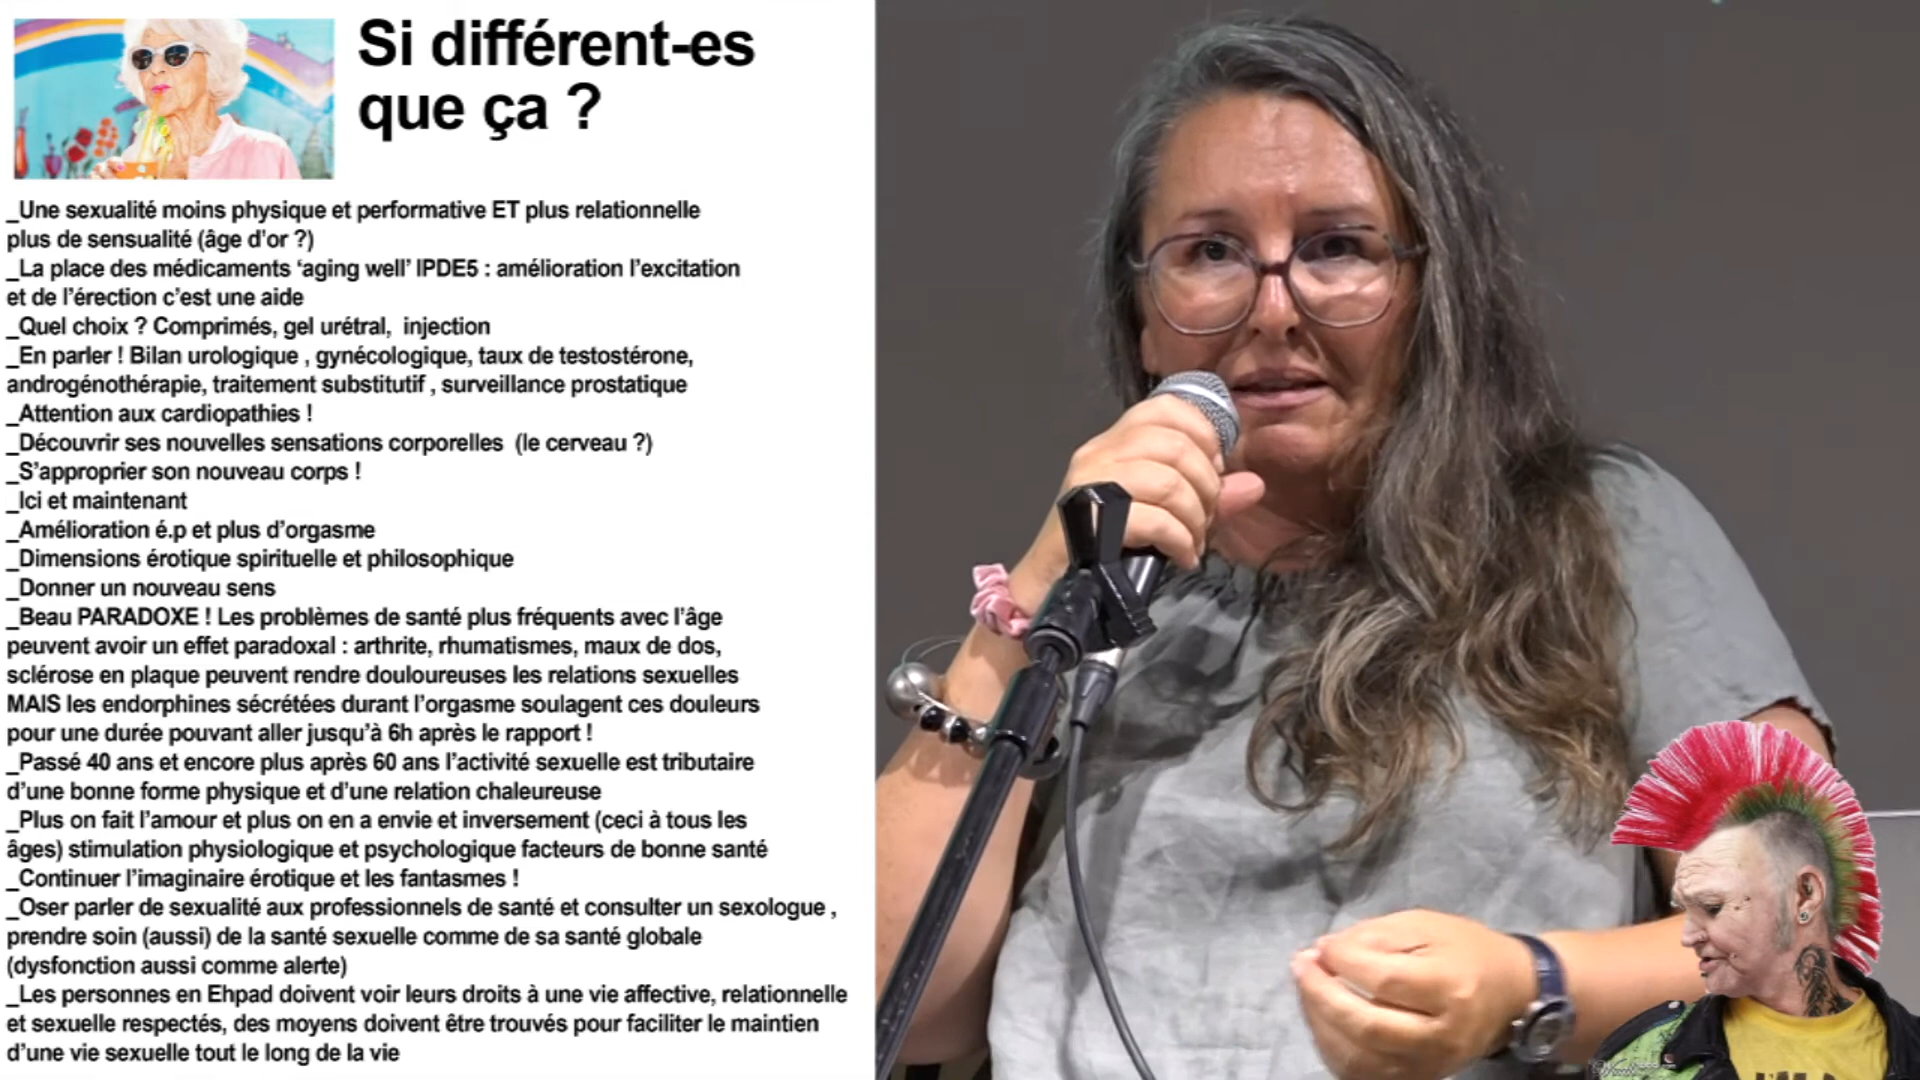 Si différent-es
que ça ?
_Une sexualité moins physique et performative ET plus relationnelle
plus de sensualité (âge d’or ?)
_La place des médicaments ‘aging well’ IPDE5 : amélioration l’excitation
et de l’érection c’est une aide
_Quel choix ? Comprimés, gel urétral,  injection
_En parler ! Bilan urologique , gynécologique, taux de testostérone,
androgénothérapie, traitement substitutif , surveillance prostatique
_Attention aux cardiopathies !
_Découvrir ses nouvelles sensations corporelles  (le cerveau ?)
_S’approprier son nouveau corps !
_Ici et maintenant
_Amélioration é.p et plus d’orgasme
_Dimensions érotique spirituelle et philosophique
_Donner un nouveau sens
_Beau PARADOXE ! Les problèmes de santé plus fréquents avec l’âge
peuvent avoir un effet paradoxal : arthrite, rhumatismes, maux de dos,
sclérose en plaque peuvent rendre douloureuses les relations sexuelles
MAIS les endorphines sécrétées durant l’orgasme soulagent ces douleurs
pour une durée pouvant aller jusqu’à 6h après le rapport !
_Passé 40 ans et encore plus après 60 ans l’activité sexuelle est tributaire
d’une bonne forme physique et d’une relation chaleureuse
_Plus on fait l’amour et plus on en a envie et inversement (ceci à tous les
âges) stimulation physiologique et psychologique facteurs de bonne santé
_Continuer l’imaginaire érotique et les fantasmes !
_Oser parler de sexualité aux professionnels de santé et consulter un sexologue ,
prendre soin (aussi) de la santé sexuelle comme de sa santé globale
(dysfonction aussi comme alerte)
_Les personnes en Ehpad doivent voir leurs droits à une vie affective, relationnelle
et sexuelle respectés, des moyens doivent être trouvés pour faciliter le maintien
d’une vie sexuelle tout le long de la vie